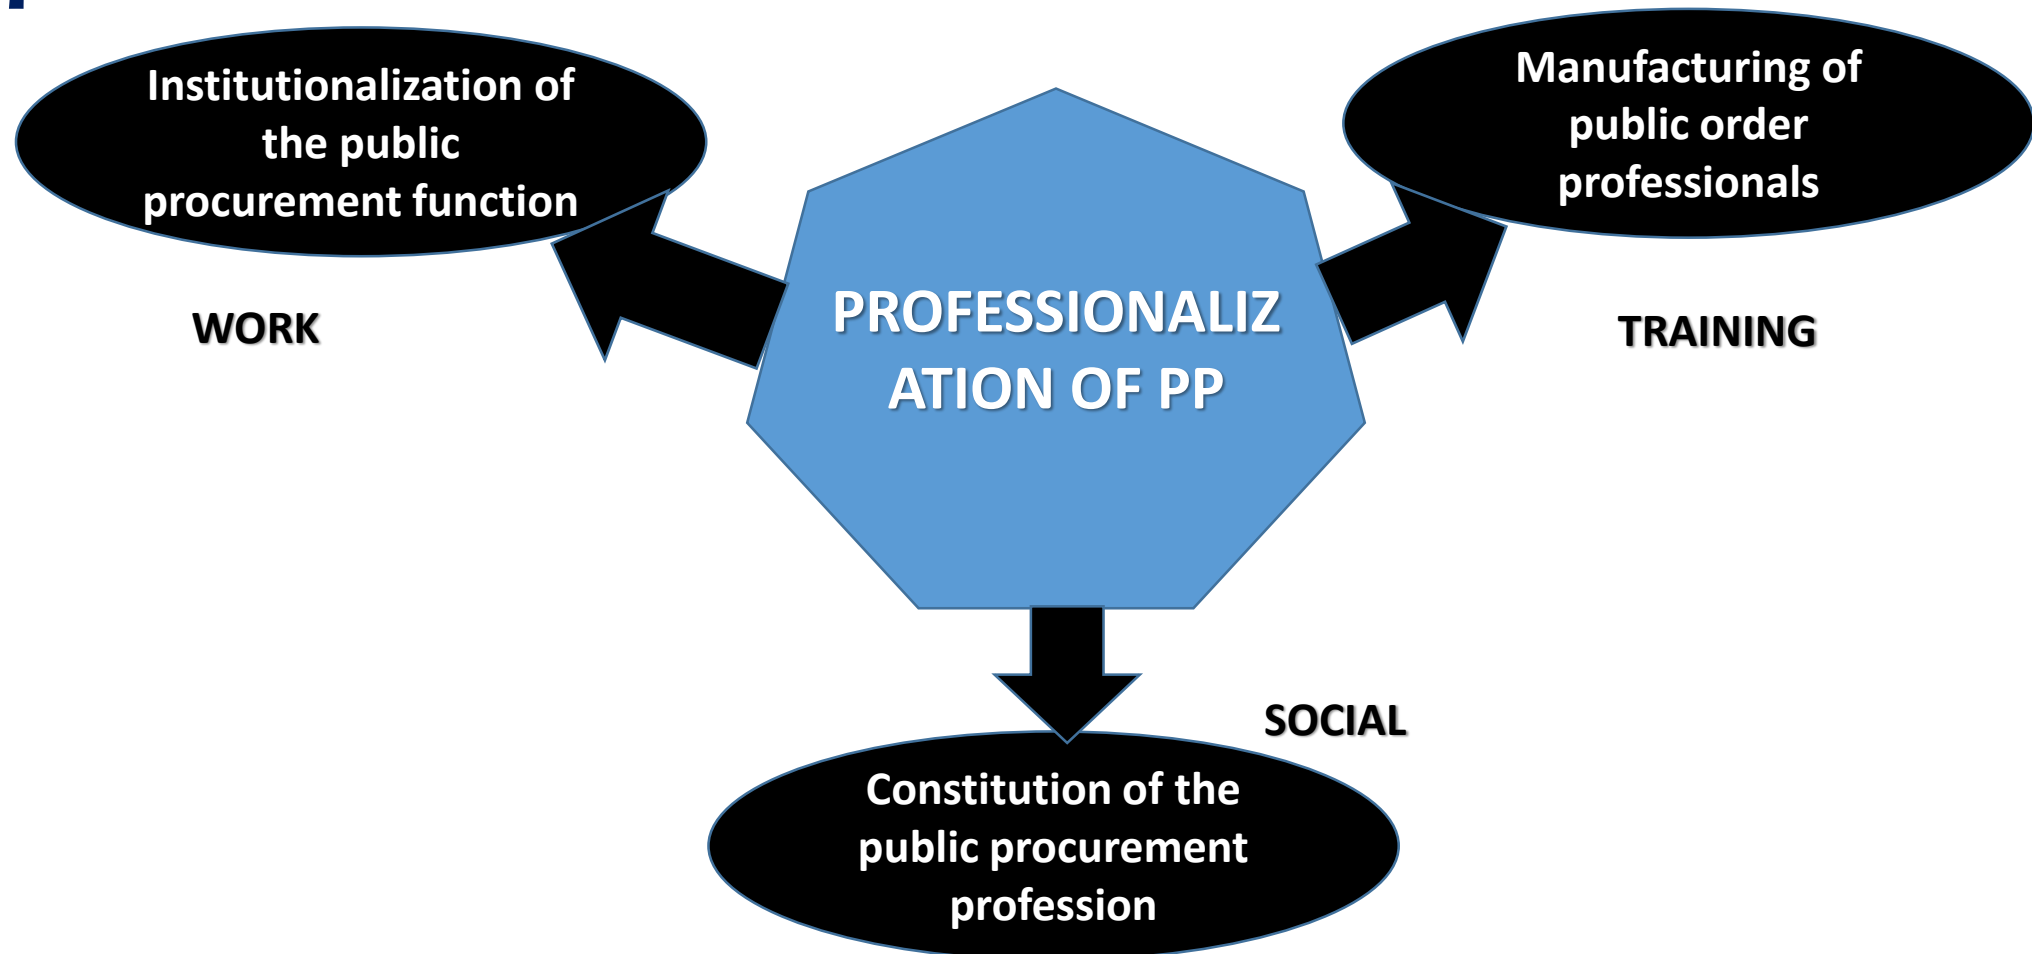 Institutionalization of
the public
procurement function
WORK
PROFESSIONALIZ
ATION OF PP
Manufacturing of
public order
professionals
TRAINING
SOCIAL
Constitution of the
public procurement
profession